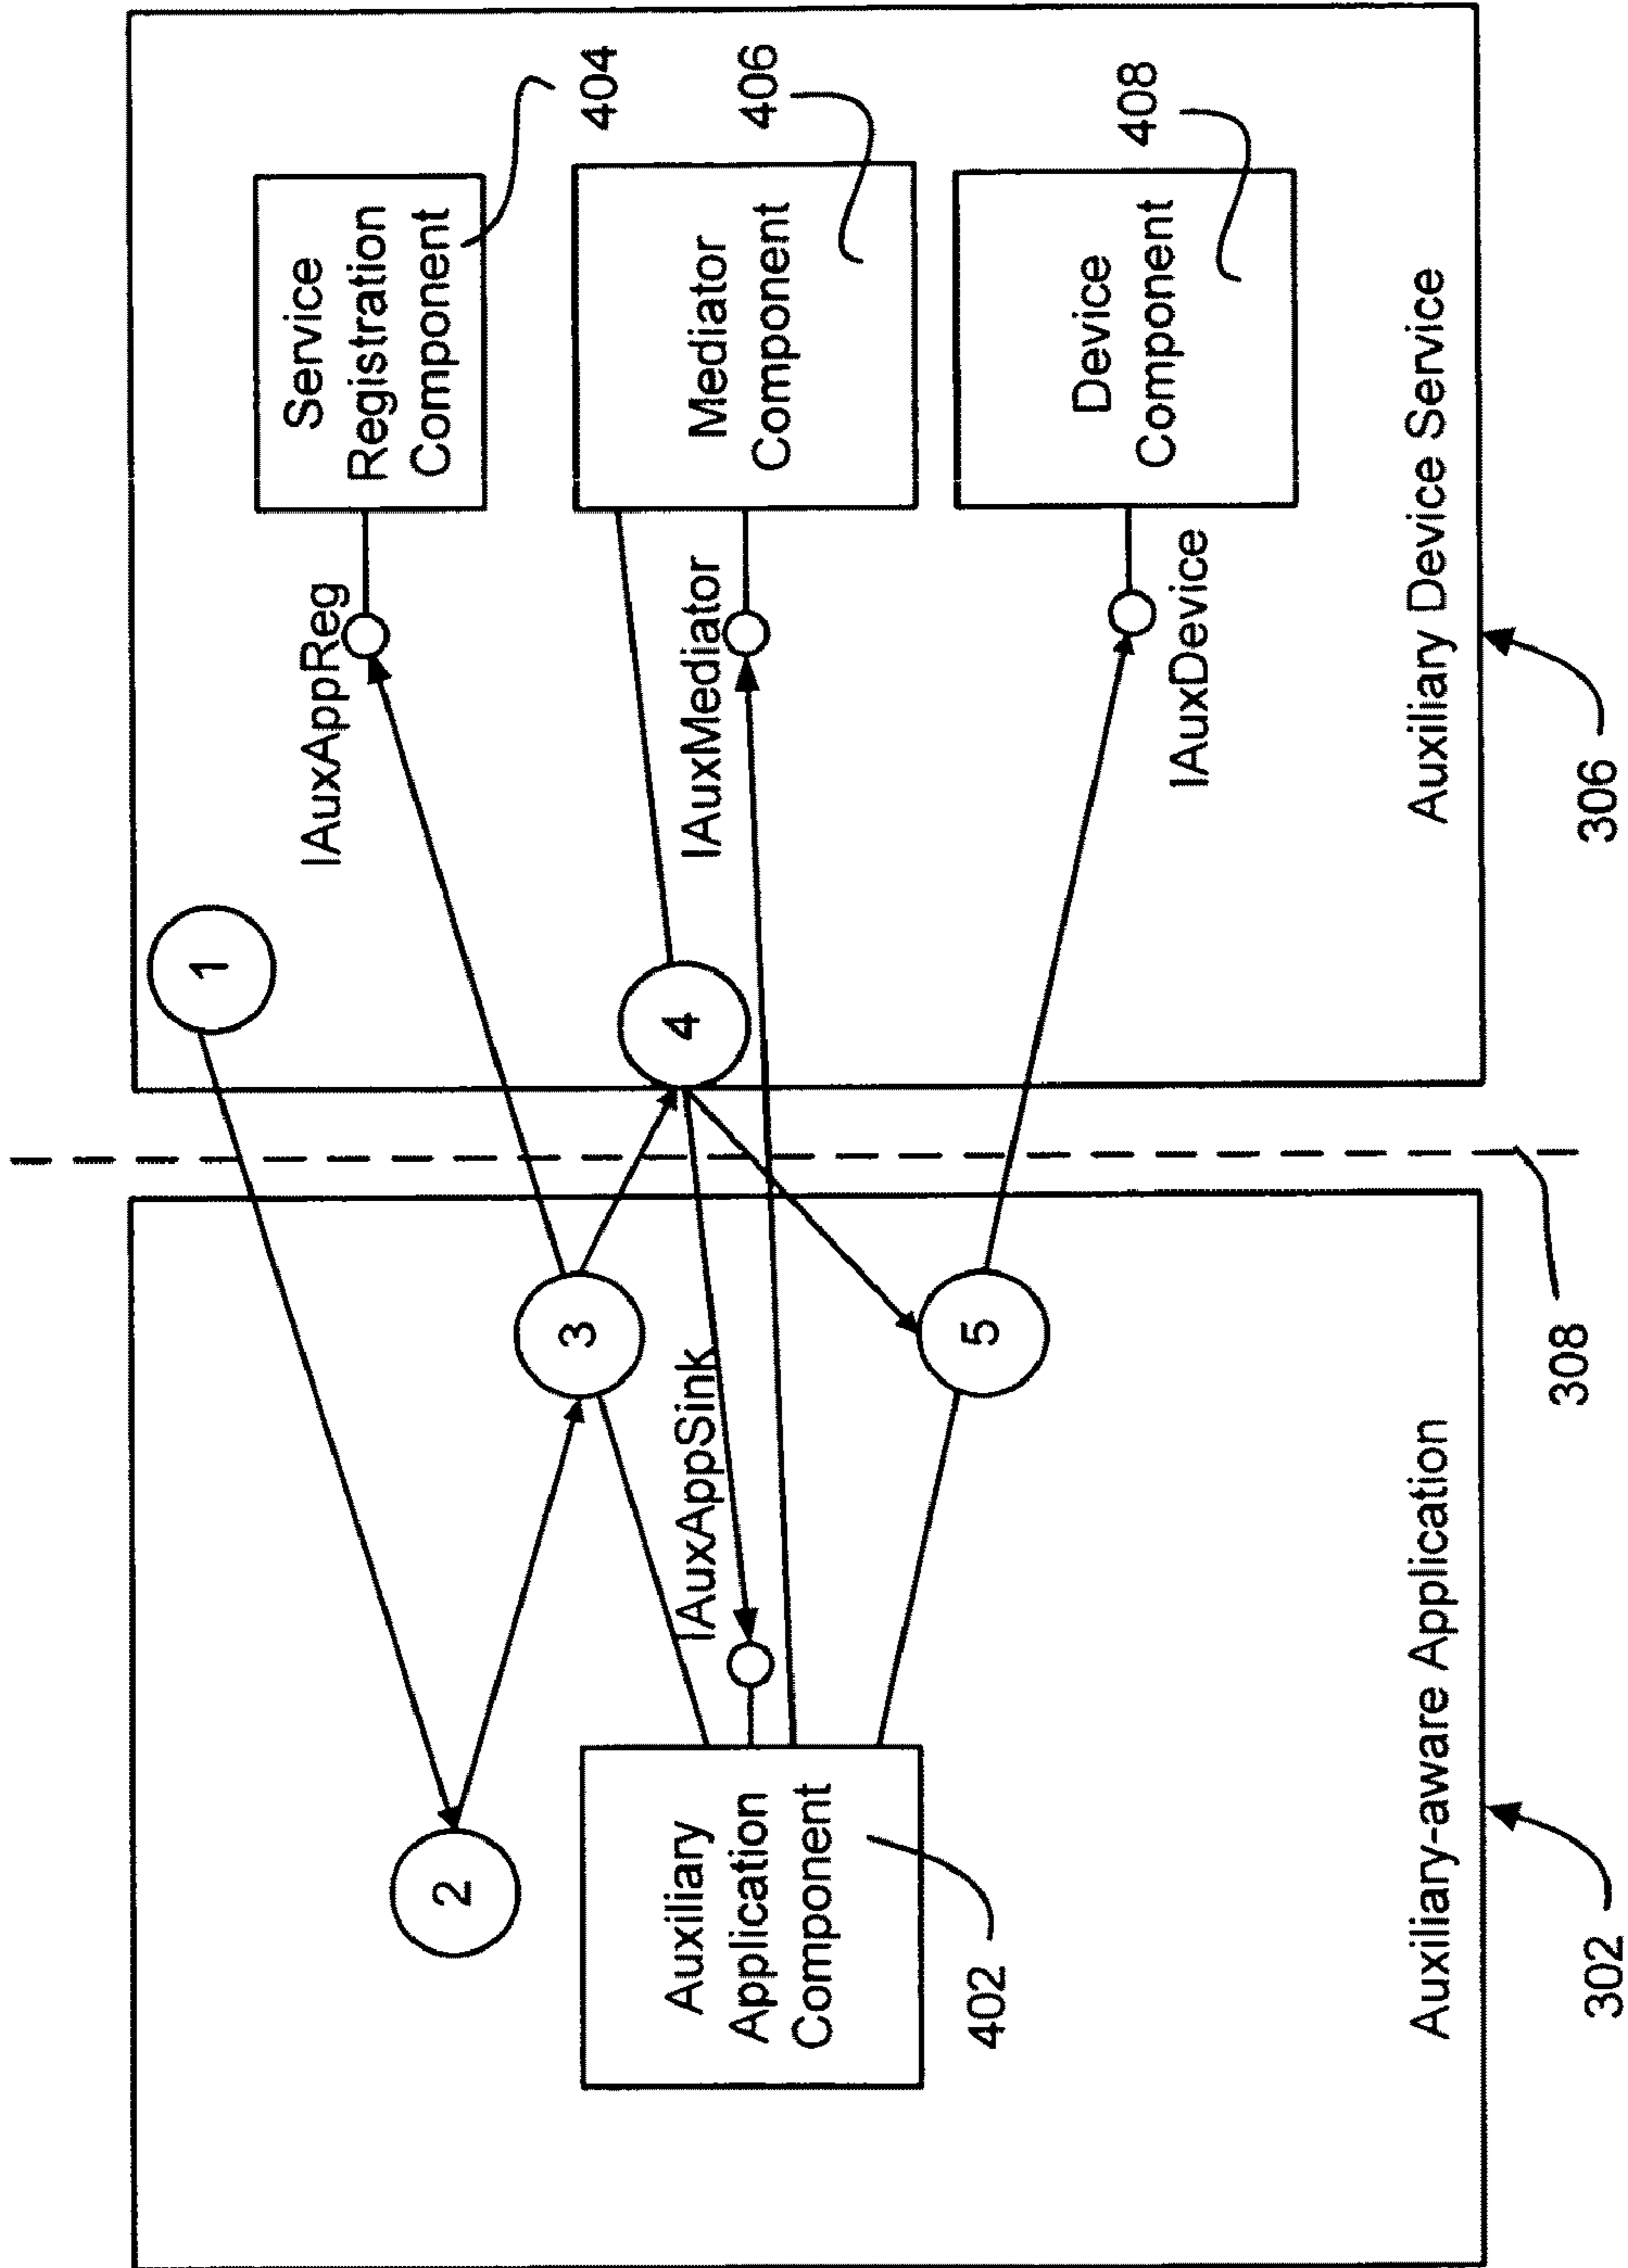 1
IAuxAppReg
Service
Registration
Component
404
2
3
4
IAuxAppSink
IAuxMediator
Mediator
Component
406
Auxiliary
Application
Component
402
5
IAuxDevice
Device
Component
408
Auxiliary-aware Application
Auxiliary Device Service
302
308
306